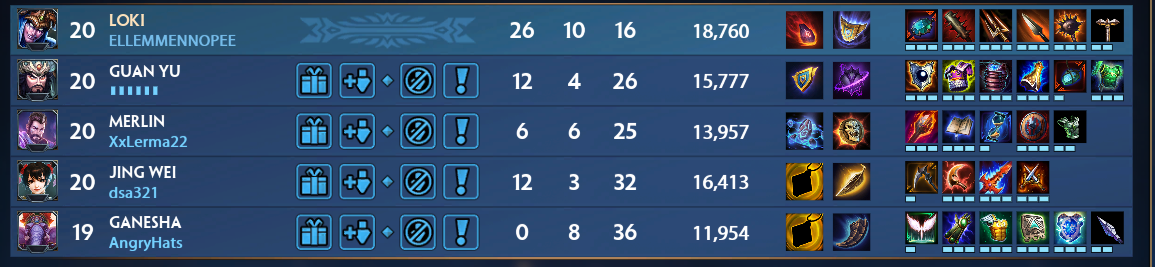 20 LOKI 26 10 16 18,760
ELLEMMENNOPEE
20 GUAN YU 12 4 26 15,777
20 MERLIN 6 6 25 13,957
XxLerma22
20 JING WEI 12 3 32 16,413
dsa321
19 GANESHA 0 8 36 11,954
AngryHats